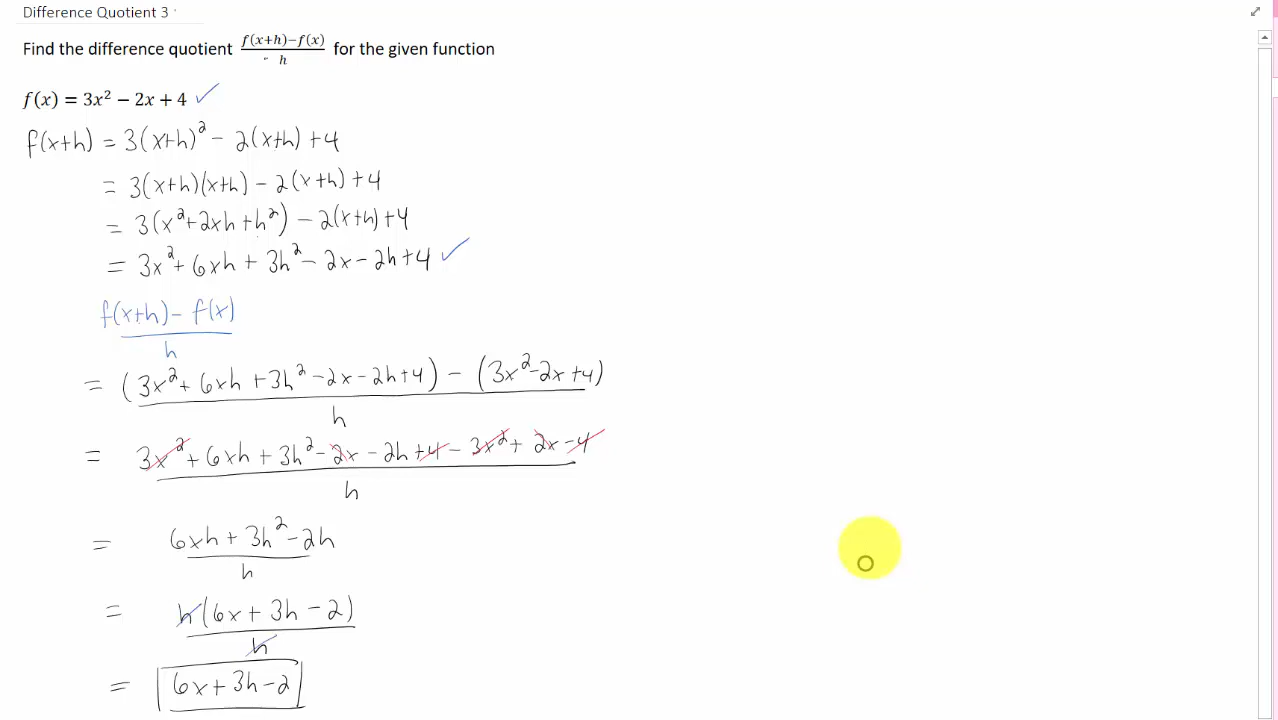 Difference Quotient 3
Find the difference quotient (f(x+h)−f(x))/h for the given function
f(x) = 3x² − 2x + 4 ✓
f(x+h) = 3(x+h)² − 2(x+h) + 4
= 3(x+h)(x+h) − 2(x+h) + 4
= 3(x² + 2xh + h²) − 2(x+h) + 4
= 3x² + 6xh + 3h² − 2x − 2h + 4 ✓
f(x+h) − f(x)
h
= (3x² + 6xh + 3h² − 2x − 2h + 4) − (3x² − 2x + 4)
h
= 3x² + 6xh + 3h² − 2x − 2h + 4 − 3x² + 2x − 4
h
= 6xh + 3h² − 2h
h
= h(6x + 3h − 2)
h
= 6x + 3h − 2